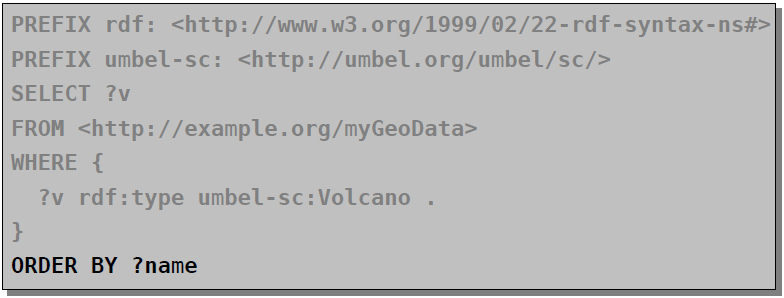 PREFIX rdf: <http://www.w3.org/1999/02/22-rdf-syntax-ns#>
PREFIX umbel-sc: <http://umbel.org/umbel/sc/>
SELECT ?v
FROM <http://example.org/myGeoData>
WHERE {
  ?v rdf:type umbel-sc:Volcano .
}
ORDER BY ?name